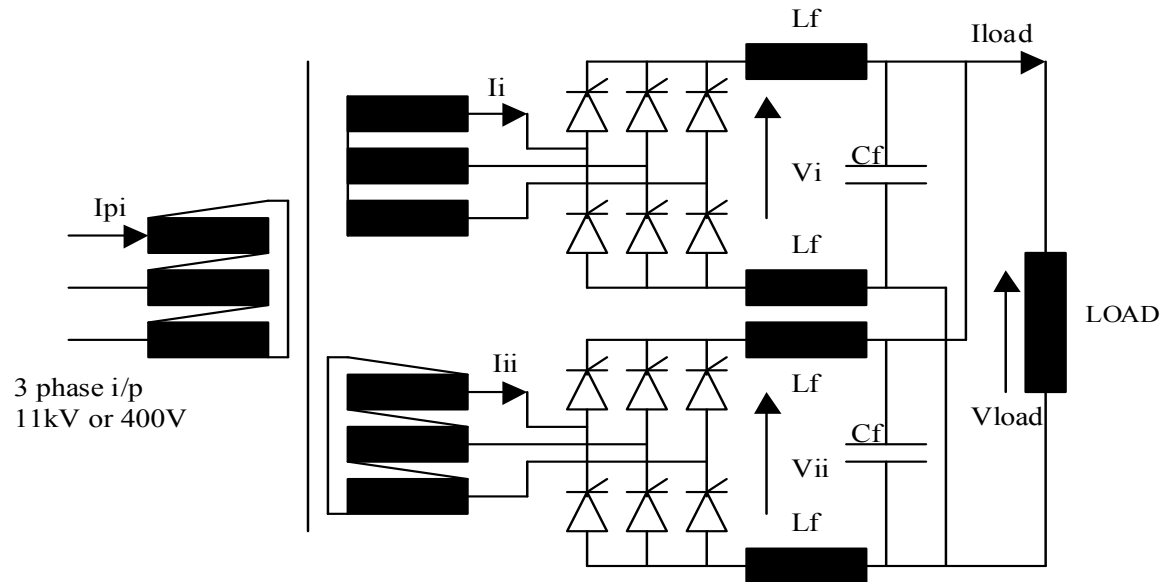 Lf
Iload
Ii
Vi
Cf
Ipi
Lf
LOAD
3 phase i/p
11kV or 400V
Iii
Lf
Vload
Cf
Vii
Lf